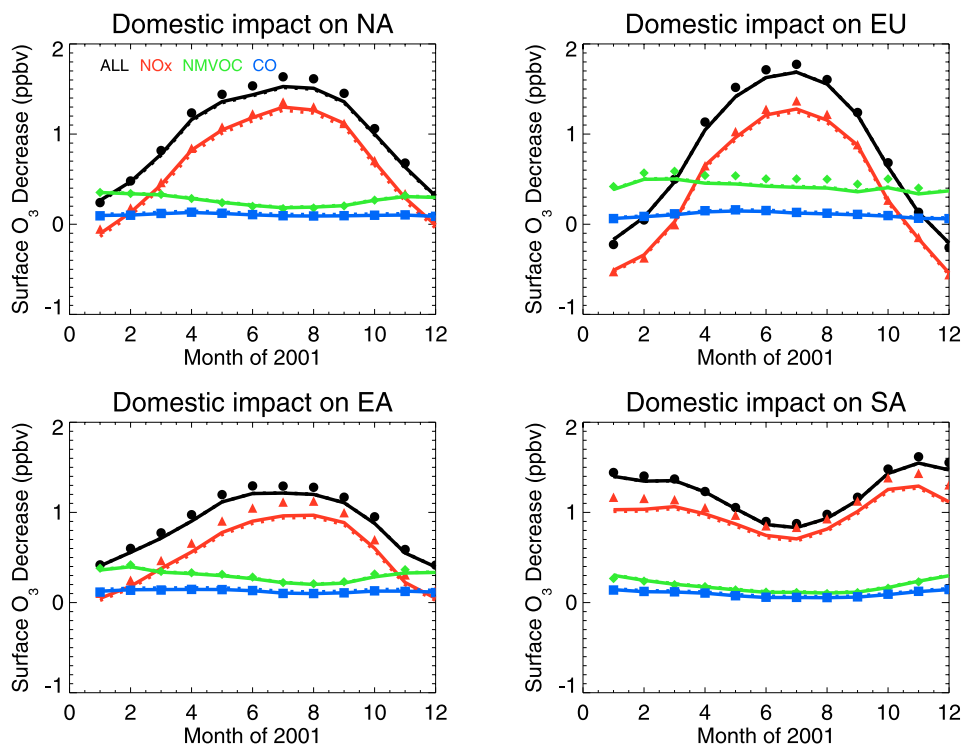 Domestic impact on NA
Surface O3 Decrease (ppbv)
2
1
0
-1
ALL NOx NMVOC CO
0 2 4 6 8 10 12
Month of 2001
Domestic impact on EU
Surface O3 Decrease (ppbv)
2
1
0
-1
0 2 4 6 8 10 12
Month of 2001
Domestic impact on EA
Surface O3 Decrease (ppbv)
2
1
0
-1
0 2 4 6 8 10 12
Month of 2001
Domestic impact on SA
Surface O3 Decrease (ppbv)
2
1
0
-1
0 2 4 6 8 10 12
Month of 2001